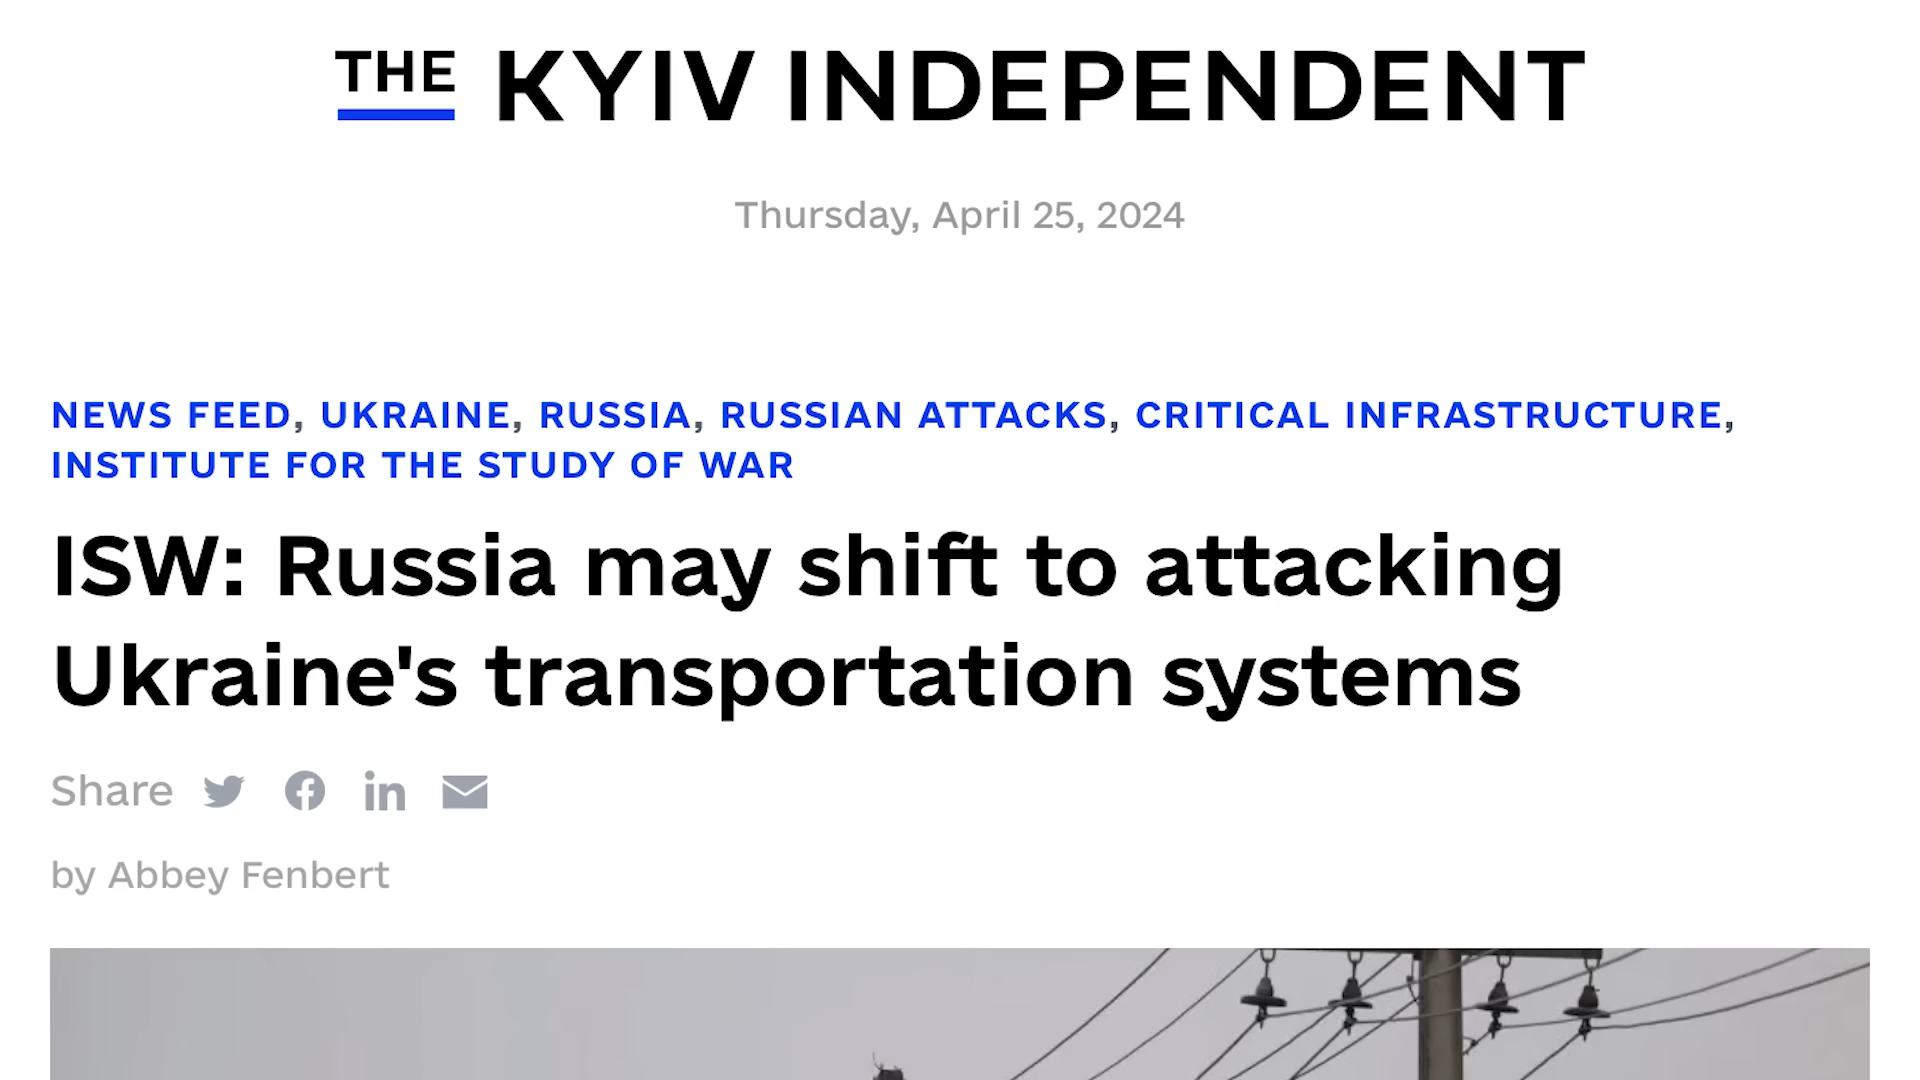 THE KYIV INDEPENDENT
Thursday, April 25, 2024
NEWS FEED, UKRAINE, RUSSIA, RUSSIAN ATTACKS, CRITICAL INFRASTRUCTURE,
INSTITUTE FOR THE STUDY OF WAR
ISW: Russia may shift to attacking
Ukraine's transportation systems
Share
by Abbey Fenbert